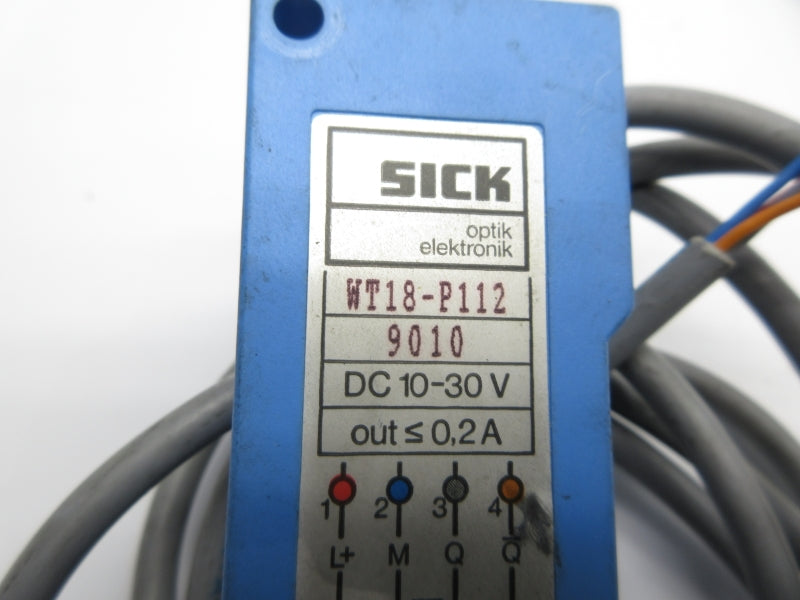 SICK
optik
elektronik
WT18-P112
9010
DC 10-30 V
out ≤ 0,2 A
1 2 3 4
L+ M Q Q̅